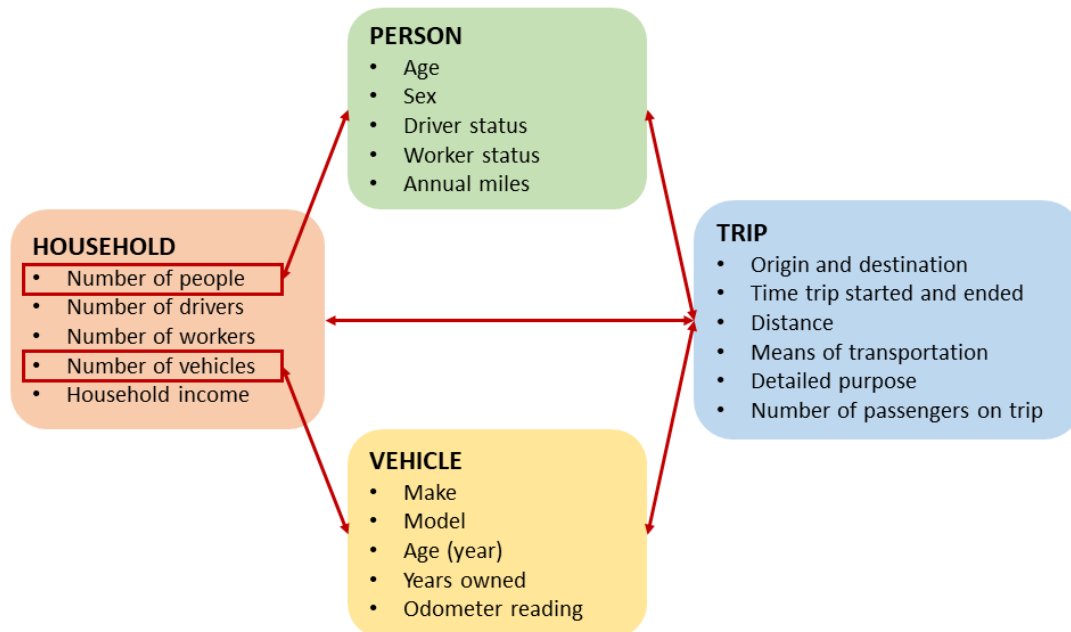 PERSON
• Age
• Sex
• Driver status
• Worker status
• Annual miles
HOUSEHOLD
• Number of people
• Number of drivers
• Number of workers
• Number of vehicles
• Household income
TRIP
• Origin and destination
• Time trip started and ended
• Distance
• Means of transportation
• Detailed purpose
• Number of passengers on trip
VEHICLE
• Make
• Model
• Age (year)
• Years owned
• Odometer reading